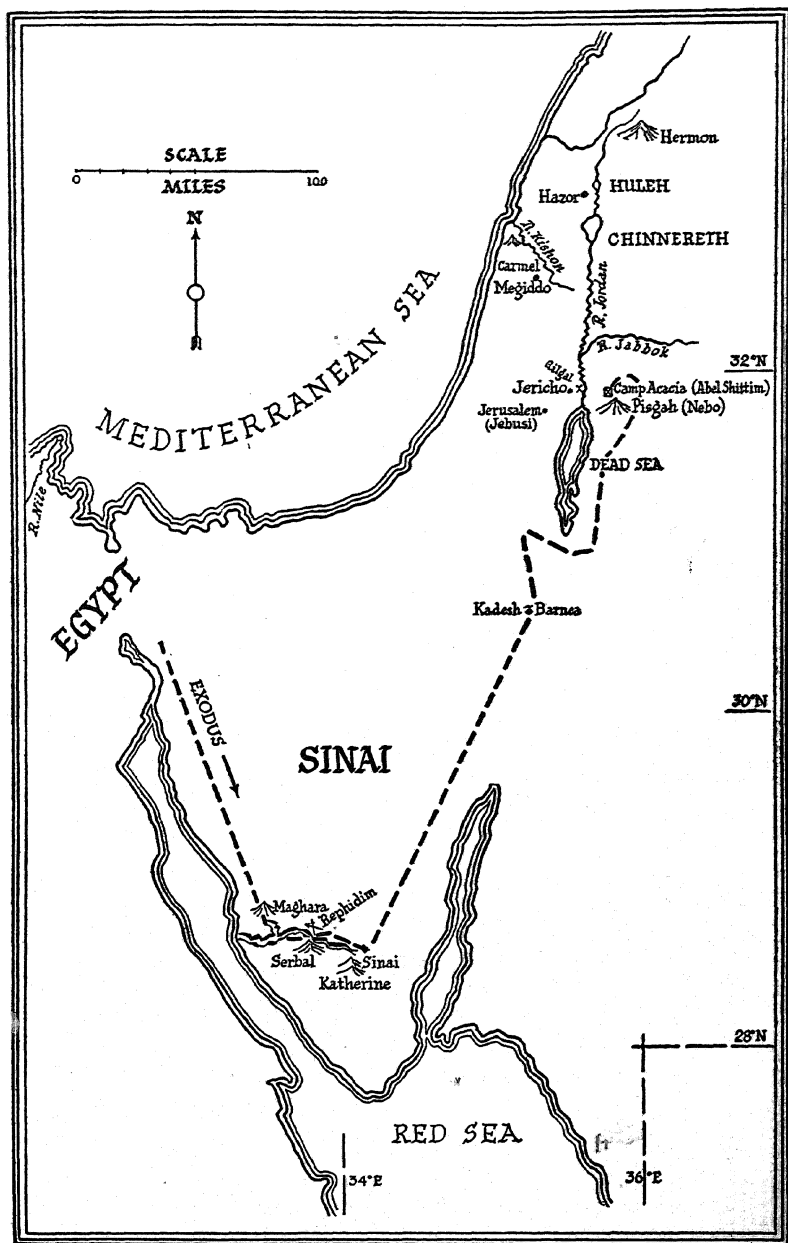 SCALE
0 100
MILES
N
Hermon
Hazor
HULEH
CHINNERETH
R. Kishon
Carmel
Megiddo
R. Jordan
R. Jabbok
32°N
MEDITERRANEAN SEA
Gilgal
Jericho
Camp Acacia (Abel Shittim)
Pisgah (Nebo)
Jerusalem
(Jebusi)
DEAD SEA
R. Nile
EGYPT
Kadesh Barnea
EXODUS
30°N
SINAI
Maghara
Rephidim
Serbal
Sinai
Katherine
28°N
RED SEA
34°E
36°E